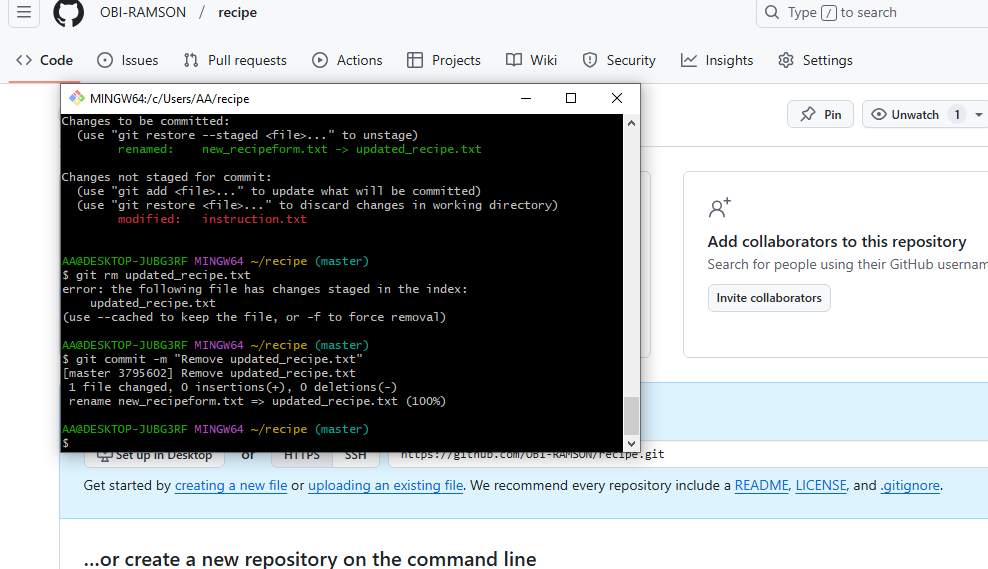 OBI-RAMSON / recipe
Type / to search
<> Code Issues Pull requests Actions Projects Wiki Security Insights Settings
MINGW64:/c/Users/AA/recipe
Pin
Unwatch 1
Changes to be committed:
  (use "git restore --staged <file>..." to unstage)
        renamed:    new_recipeform.txt -> updated_recipe.txt
Changes not staged for commit:
  (use "git add <file>..." to update what will be committed)
  (use "git restore <file>..." to discard changes in working directory)
        modified:   instruction.txt
AA@DESKTOP-JUBG3RF MINGW64 ~/recipe (master)
$ git rm updated_recipe.txt
error: the following file has changes staged in the index:
    updated_recipe.txt
(use --cached to keep the file, or -f to force removal)
AA@DESKTOP-JUBG3RF MINGW64 ~/recipe (master)
$ git commit -m "Remove updated_recipe.txt"
[master 3795602] Remove updated_recipe.txt
 1 file changed, 0 insertions(+), 0 deletions(-)
 rename new_recipeform.txt => updated_recipe.txt (100%)
AA@DESKTOP-JUBG3RF MINGW64 ~/recipe (master)
$
Add collaborators to this repository
Search for people using their GitHub usernam
Invite collaborators
Set up in Desktop or HTTPS SSH https://github.com/OBI-RAMSON/recipe.git
Get started by creating a new file or uploading an existing file. We recommend every repository include a README, LICENSE, and .gitignore.
...or create a new repository on the command line